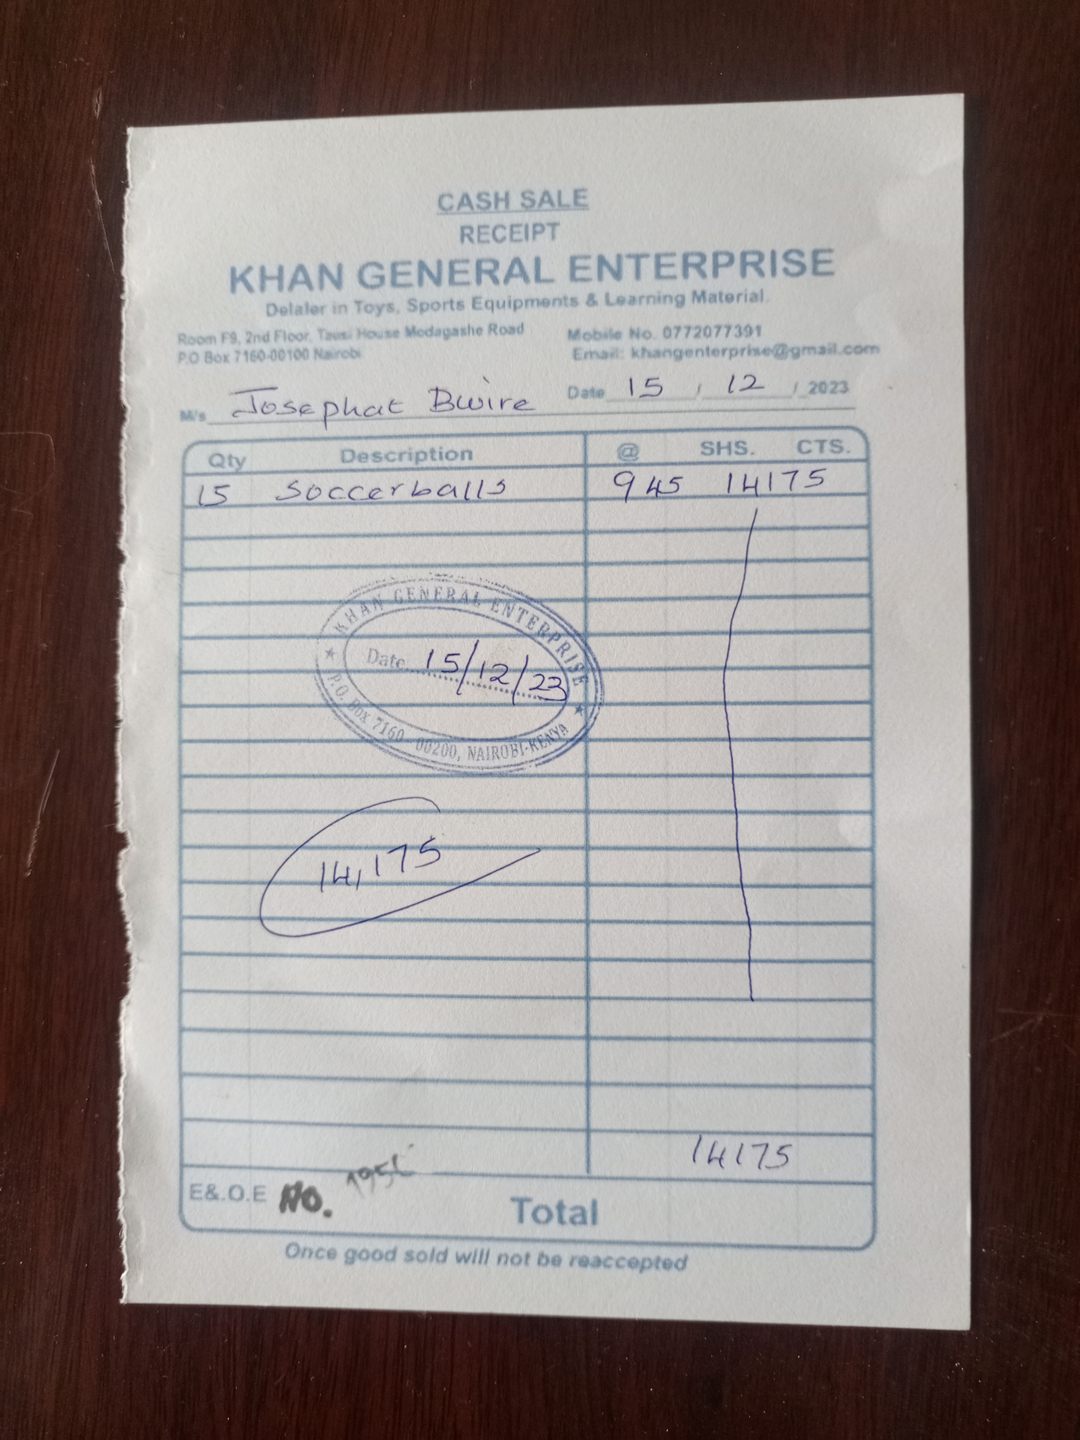 CASH SALE
RECEIPT
KHAN GENERAL ENTERPRISE
Delaler in Toys, Sports Equipments & Learning Material.
Room F9, 2nd Floor, Tausi House Modagashe Road
P.O Box 7160-00100 Nairobi
Mobile No. 0772077391
Email: khangenterprise@gmail.com
M/s Josephat Bwire
Date 15 / 12 / 2023
Qty Description @ SHS. CTS.
15 Soccerballs 945 14175
KHAN GENERAL ENTERPRISE
Date 15/12/23
P.O. Box 7160 - 00200, NAIROBI-KENYA
14,175
14175
E&.O.E NO.
Total
Once good sold will not be reaccepted